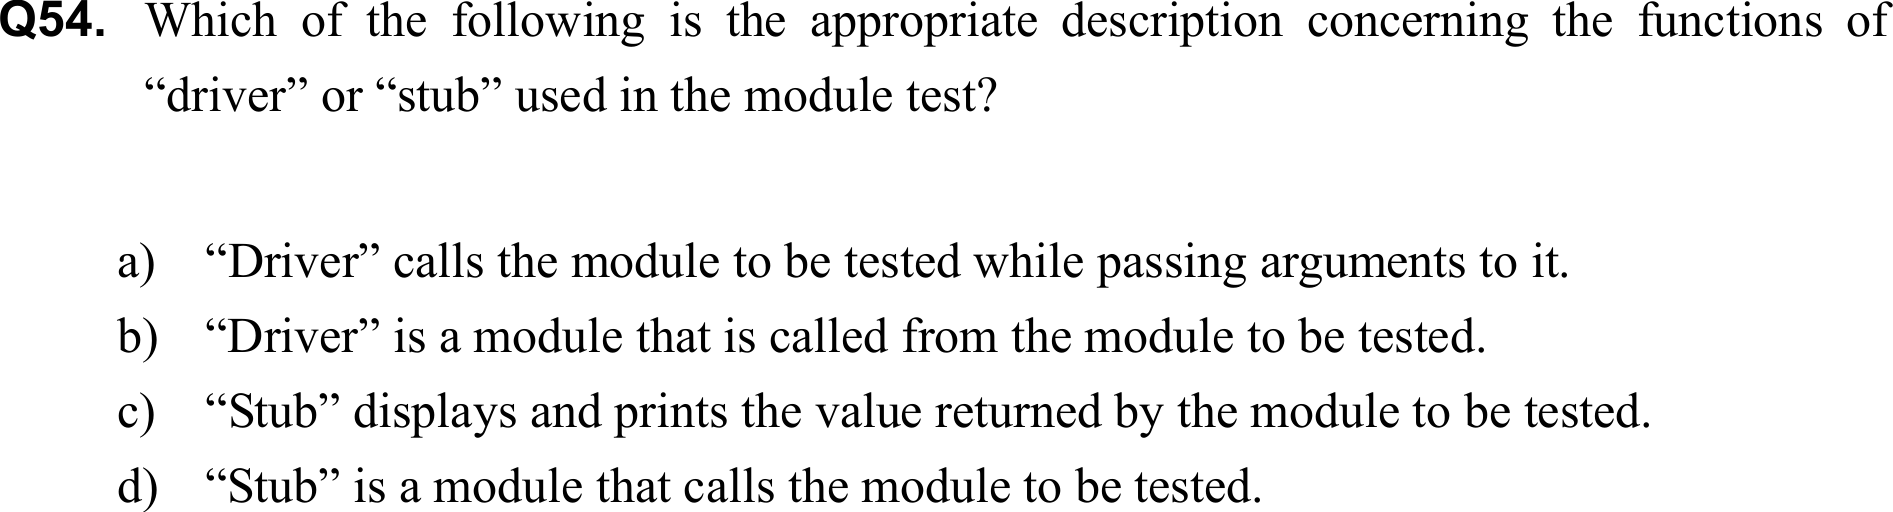 Q54. Which of the following is the appropriate description concerning the functions of
“driver” or “stub” used in the module test?
a) “Driver” calls the module to be tested while passing arguments to it.
b) “Driver” is a module that is called from the module to be tested.
c) “Stub” displays and prints the value returned by the module to be tested.
d) “Stub” is a module that calls the module to be tested.